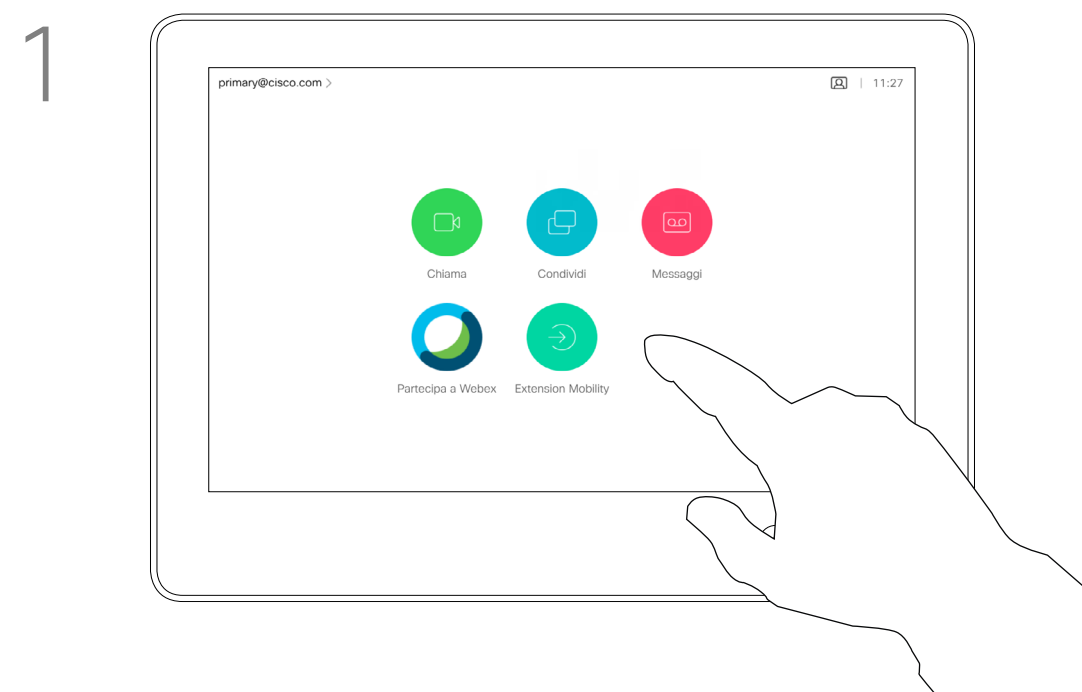 1
primary@cisco.com >
11:27
Chiama
Condividi
Messaggi
Partecipa a Webex
Extension Mobility